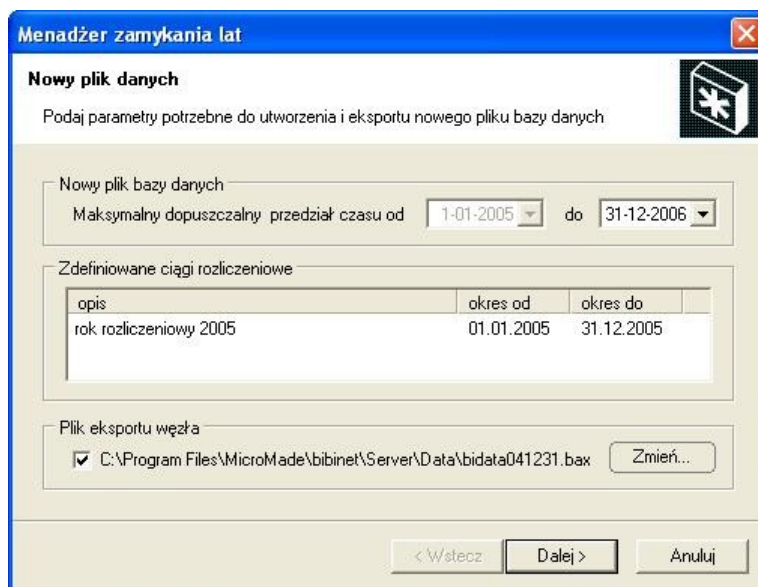 Menadżer zamykania lat
Nowy plik danych
Podaj parametry potrzebne do utworzenia i eksportu nowego pliku bazy danych
Nowy plik bazy danych
Maksymalny dopuszczalny przedział czasu od 1-01-2005 do 31-12-2006
Zdefiniowane ciągi rozliczeniowe
opis okres od okres do
rok rozliczeniowy 2005 01.01.2005 31.12.2005
Plik eksportu węzła
C:\Program Files\MicroMade\bibinet\Server\Data\bidata041231.bax Zmień...
< Wstecz Dalej > Anuluj